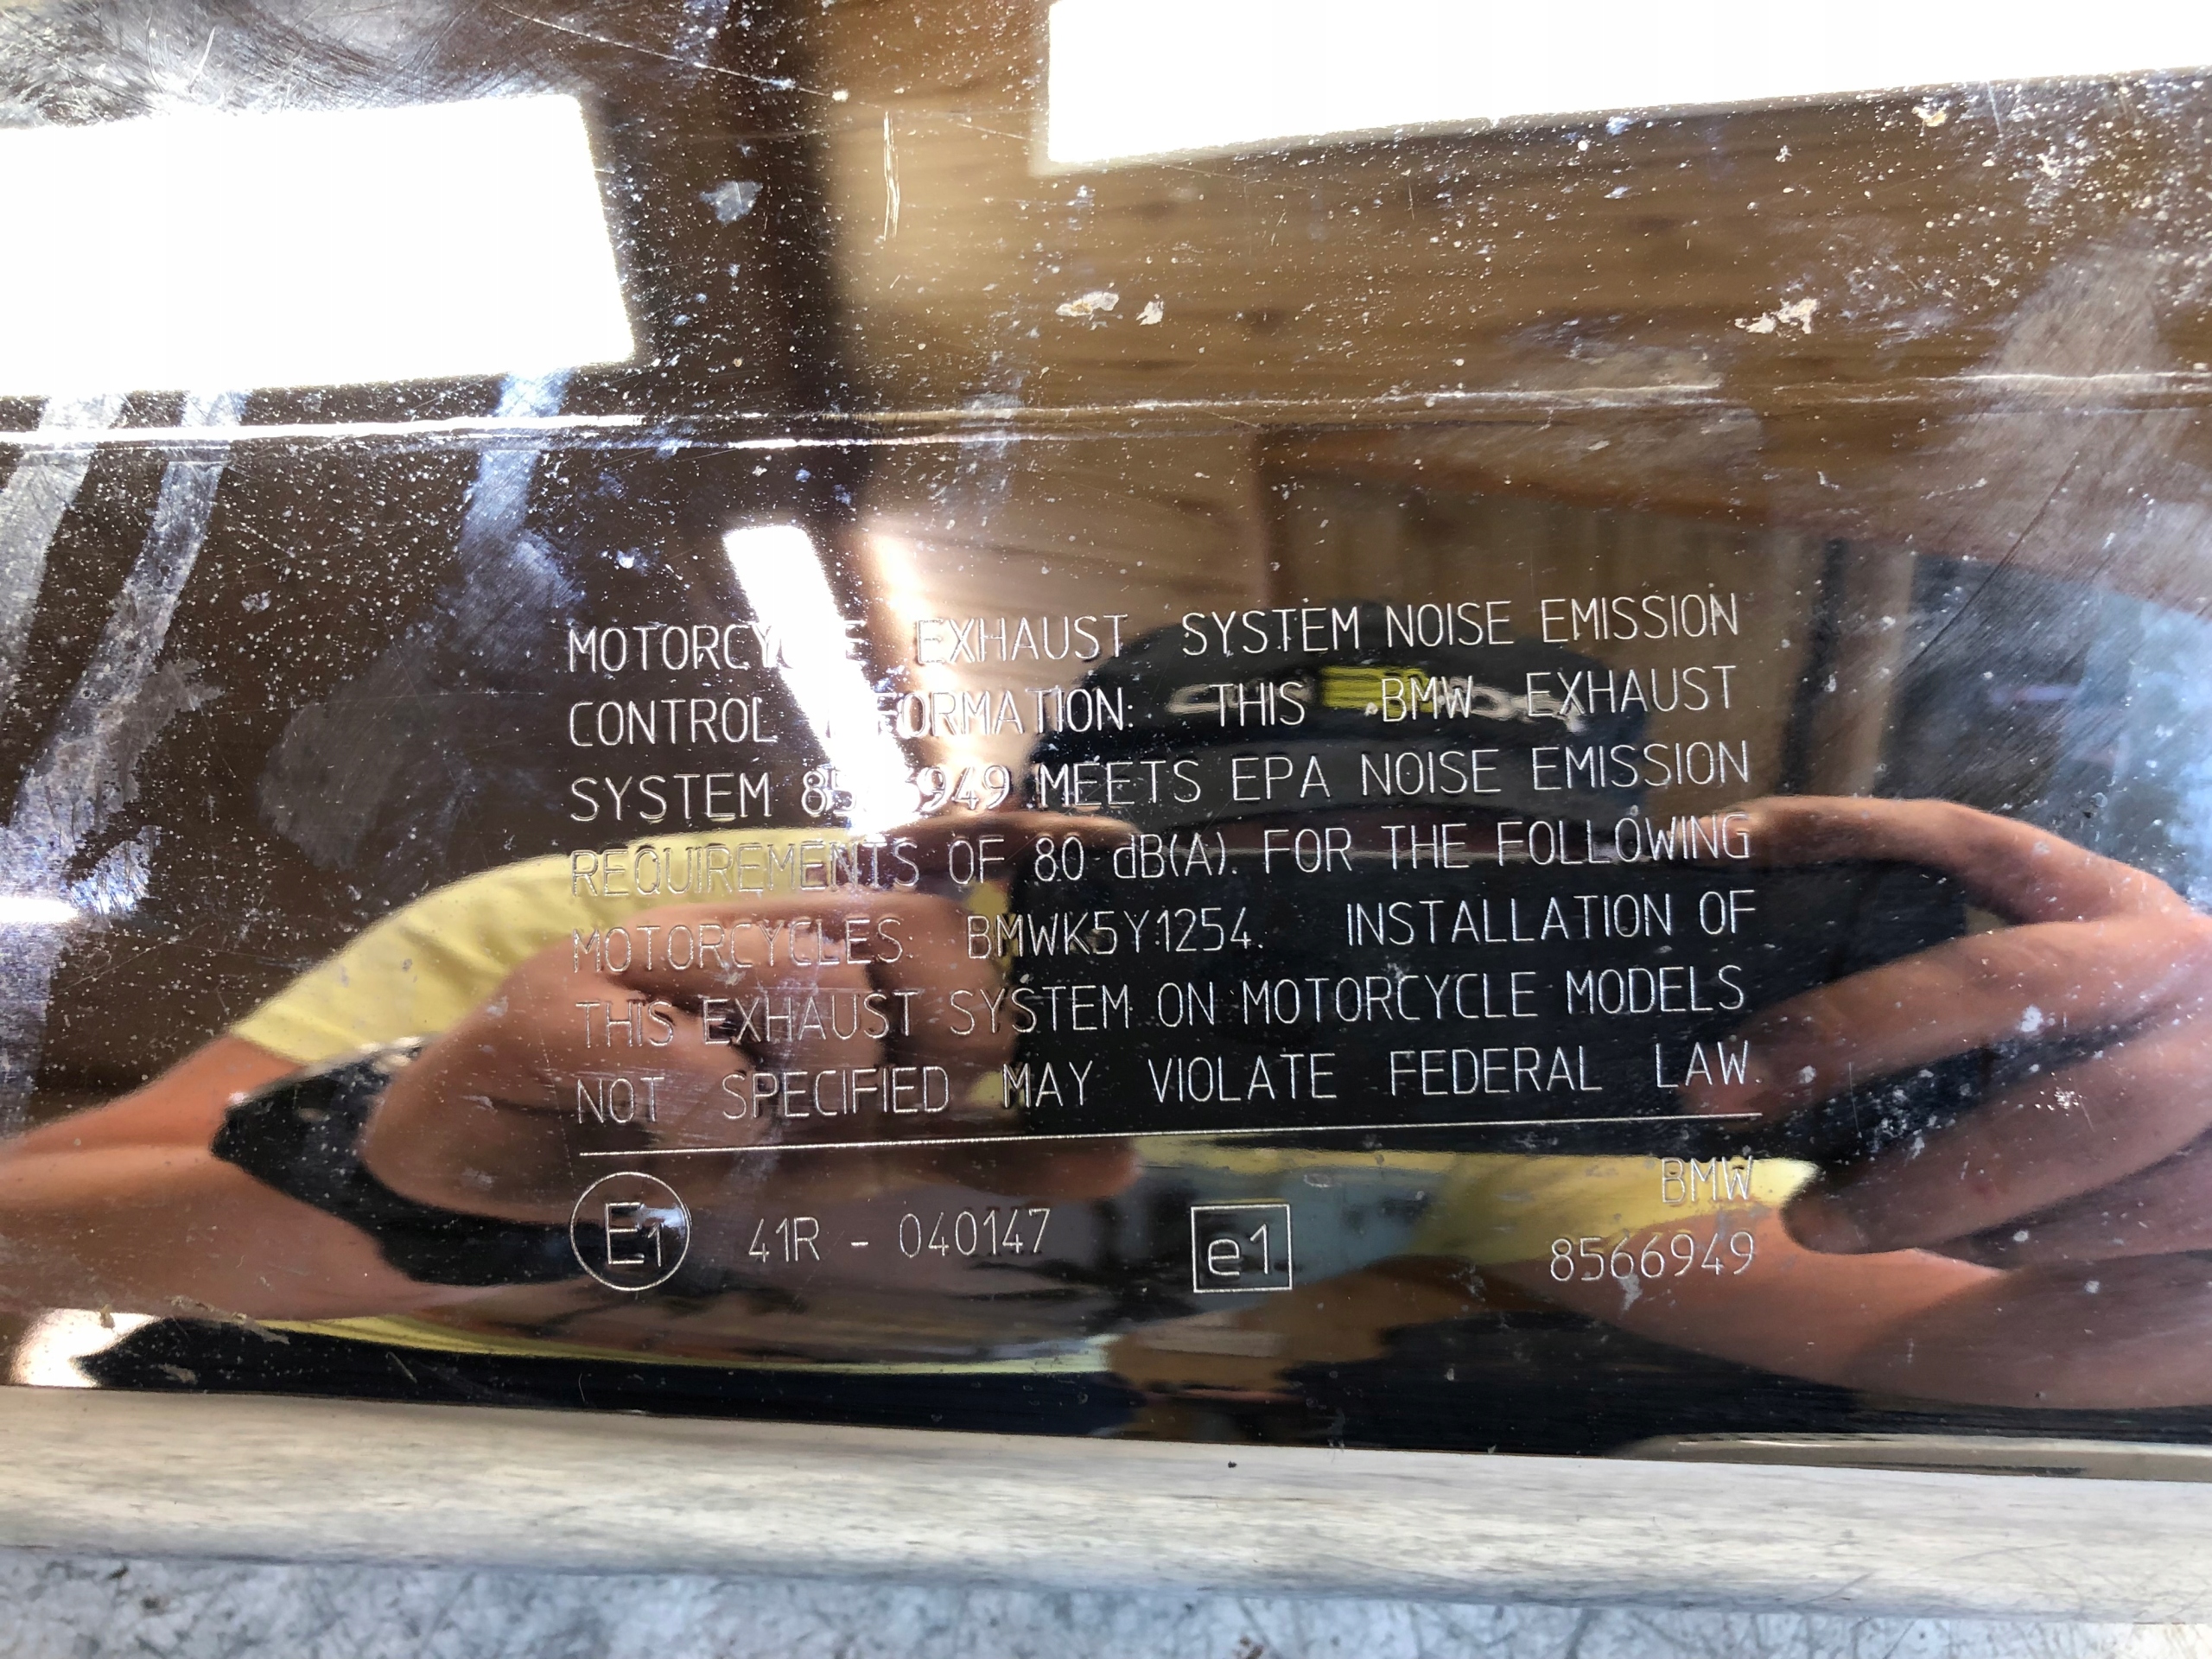 MOTORCYCLE EXHAUST SYSTEM NOISE EMISSION
CONTROL INFORMATION: THIS BMW EXHAUST
SYSTEM 8566949 MEETS EPA NOISE EMISSION
REQUIREMENTS OF 80 dB(A). FOR THE FOLLOWING
MOTORCYCLES: BMWK5Y1254. INSTALLATION OF
THIS EXHAUST SYSTEM ON MOTORCYCLE MODELS
NOT SPECIFIED MAY VIOLATE FEDERAL LAW.
E1 41R - 040147 e1
BMW
8566949